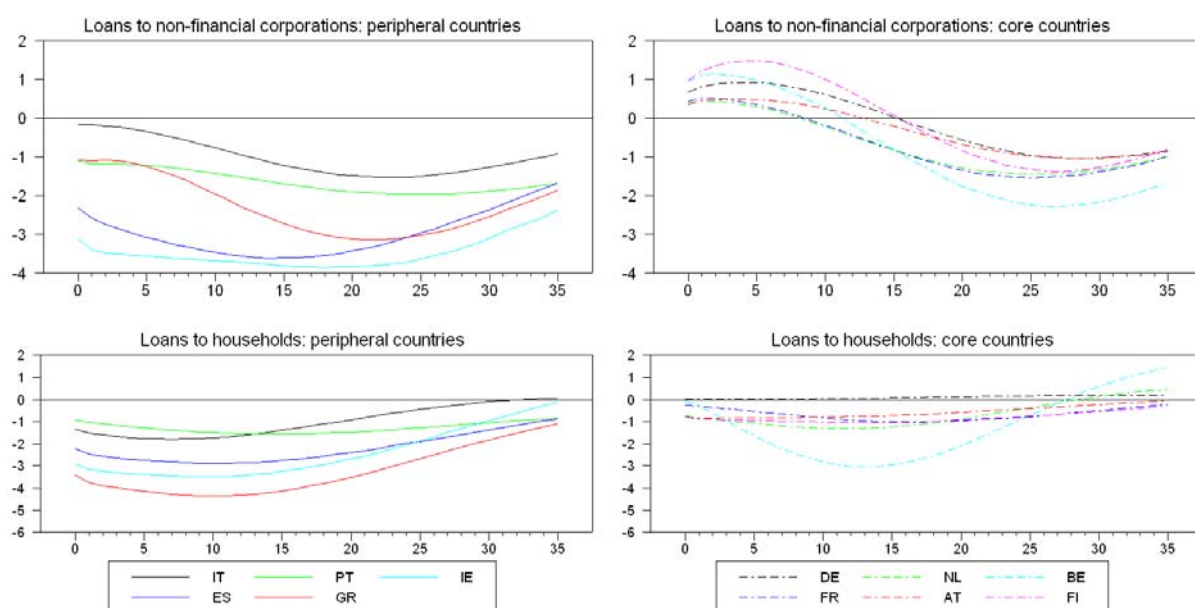 Loans to non-financial corporations: peripheral countries
2
1
0
-1
-2
-3
-4
0 5 10 15 20 25 30 35
Loans to non-financial corporations: core countries
2
1
0
-1
-2
-3
-4
0 5 10 15 20 25 30 35
Loans to households: peripheral countries
2
1
0
-1
-2
-3
-4
-5
-6
0 5 10 15 20 25 30 35
IT PT IE
ES GR
Loans to households: core countries
2
1
0
-1
-2
-3
-4
-5
-6
0 5 10 15 20 25 30 35
DE NL BE
FR AT FI